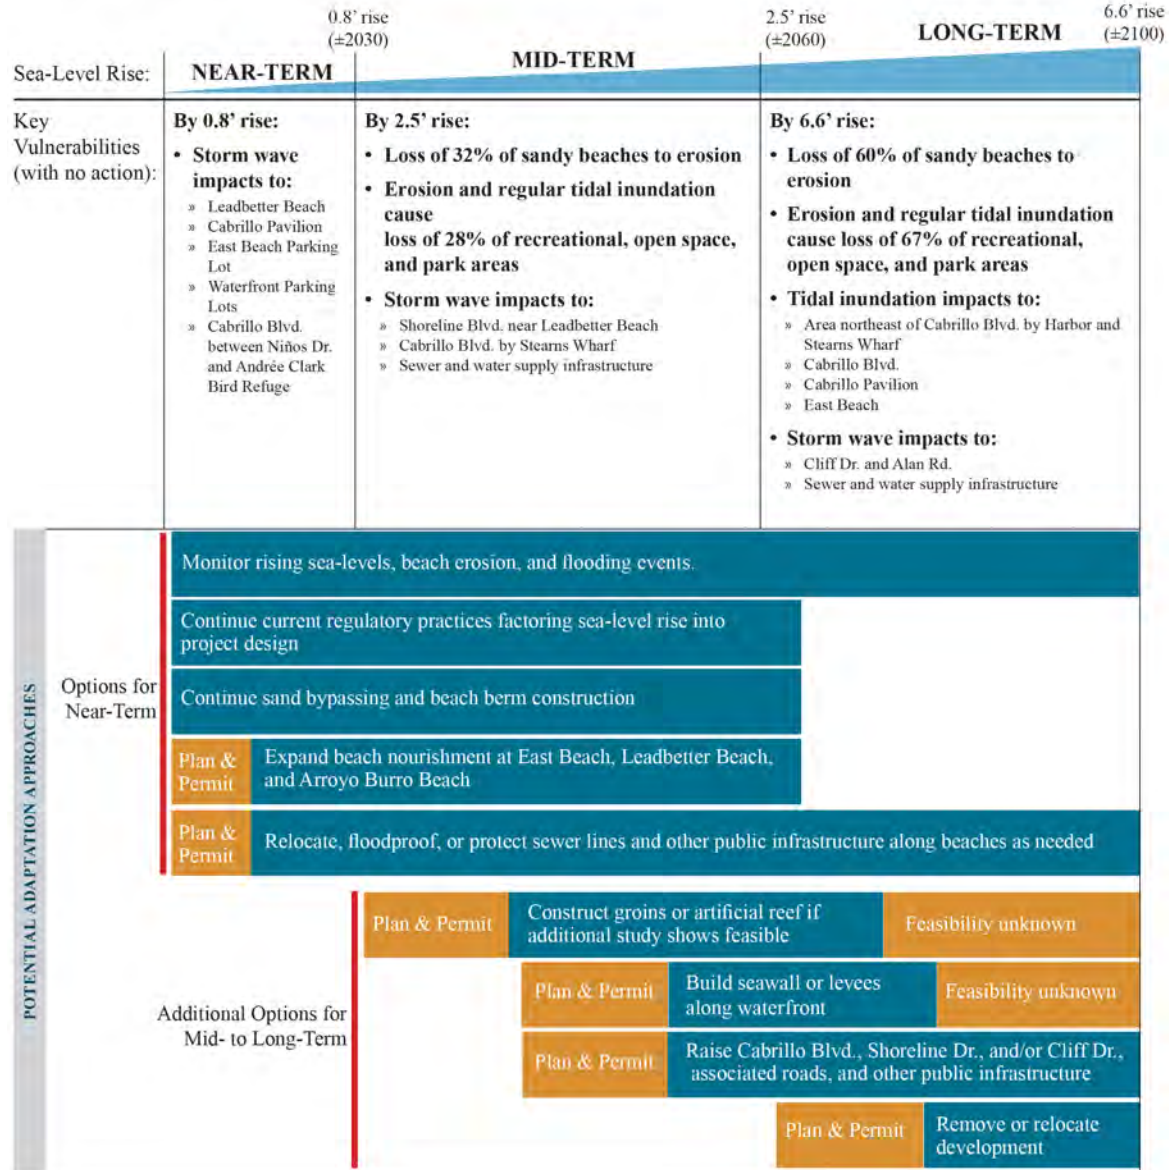 0.8' rise
(±2030)
2.5' rise
(±2060)
6.6' rise
(±2100)
Sea-Level Rise:
NEAR-TERM
MID-TERM
LONG-TERM
Key
Vulnerabilities
(with no action):
By 0.8' rise:
• Storm wave
impacts to:
» Leadbetter Beach
» Cabrillo Pavilion
» East Beach Parking
Lot
» Waterfront Parking
Lots
» Cabrillo Blvd.
between Niños Dr.
and Andrée Clark
Bird Refuge
By 2.5' rise:
• Loss of 32% of sandy beaches to erosion
• Erosion and regular tidal inundation
cause
loss of 28% of recreational, open space,
and park areas
• Storm wave impacts to:
» Shoreline Blvd. near Leadbetter Beach
» Cabrillo Blvd. by Stearns Wharf
» Sewer and water supply infrastructure
By 6.6' rise:
• Loss of 60% of sandy beaches to
erosion
• Erosion and regular tidal inundation
cause loss of 67% of recreational,
open space, and park areas
• Tidal inundation impacts to:
» Area northeast of Cabrillo Blvd. by Harbor and
Stearns Wharf
» Cabrillo Blvd.
» Cabrillo Pavilion
» East Beach
• Storm wave impacts to:
» Cliff Dr. and Alan Rd.
» Sewer and water supply infrastructure
POTENTIAL ADAPTATION APPROACHES
Options for
Near-Term
Monitor rising sea-levels, beach erosion, and flooding events.
Continue current regulatory practices factoring sea-level rise into
project design
Continue sand bypassing and beach berm construction
Plan &
Permit
Expand beach nourishment at East Beach, Leadbetter Beach,
and Arroyo Burro Beach
Plan &
Permit
Relocate, floodproof, or protect sewer lines and other public infrastructure along beaches as needed
Additional Options for
Mid- to Long-Term
Plan & Permit
Construct groins or artificial reef if
additional study shows feasible
Feasibility unknown
Plan & Permit
Build seawall or levees
along waterfront
Feasibility unknown
Plan & Permit
Raise Cabrillo Blvd., Shoreline Dr., and/or Cliff Dr.,
associated roads, and other public infrastructure
Plan & Permit
Remove or relocate
development